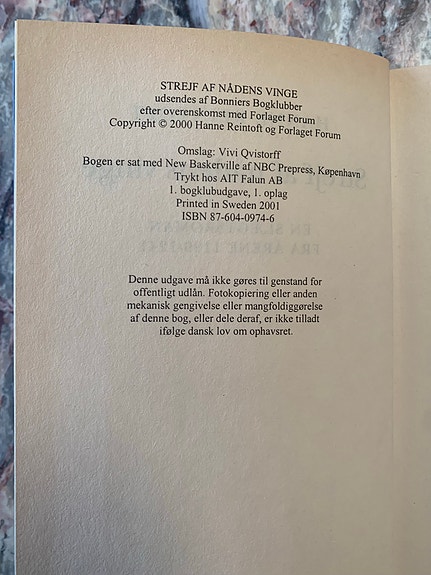 STREJF AF NÅDENS VINGE
udsendes af Bonniers Bogklubber
efter overenskomst med Forlaget Forum
Copyright © 2000 Hanne Reintoft og Forlaget Forum
Omslag: Vivi Qvistorff
Bogen er sat med New Baskerville af NBC Prepress, Køpenhavn
Trykt hos AIT Falun AB
1. bogklubudgave, 1. oplag
Printed in Sweden 2001
ISBN 87-604-0974-6
Denne udgave må ikke gøres til genstand for
offentligt udlån. Fotokopiering eller anden
mekanisk gengivelse eller mangfoldiggørelse
af denne bog, eller dele deraf, er ikke tilladt
ifølge dansk lov om ophavsret.